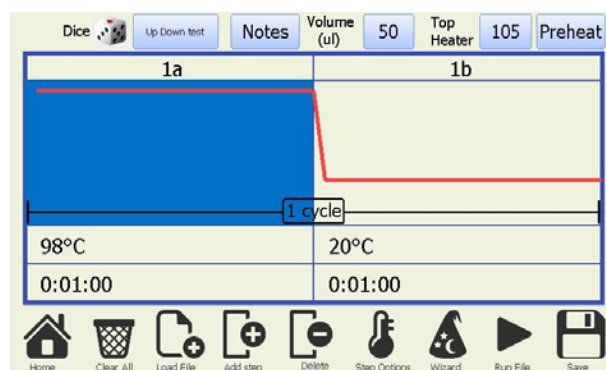 Dice Up Down test Notes Volume (ul) 50 Top Heater 105 Preheat
1a 1b
1 cycle
98°C 20°C
0:01:00 0:01:00
Home Clear All Load File Add step Delete Step Options Wizard Run File Save